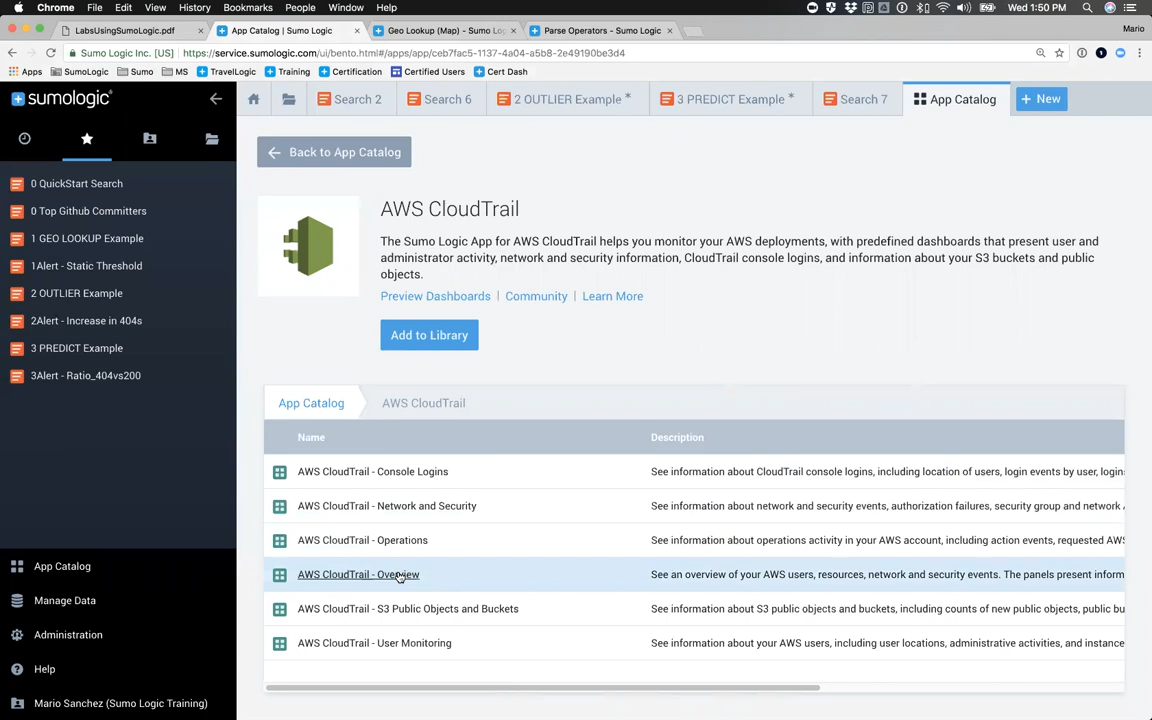 Chrome File Edit View History Bookmarks People Window Help Wed 1:50 PM
LabsUsingSumoLogic.pdf × App Catalog | Sumo Logic × Geo Lookup (Map) - Sumo Lo × Parse Operators - Sumo Logic × Mario
Sumo Logic Inc. [US] | https://service.sumologic.com/ui/bento.html#/apps/app/ceb7fac5-1137-4a04-a5b8-2e49190be3d4
Apps SumoLogic Sumo MS TravelLogic Training Certification Certified Users Cert Dash
sumologic
Search 2 Search 6 2 OUTLIER Example * 3 PREDICT Example * Search 7 App Catalog + New
0 QuickStart Search
0 Top Github Committers
1 GEO LOOKUP Example
1Alert - Static Threshold
2 OUTLIER Example
2Alert - Increase in 404s
3 PREDICT Example
3Alert - Ratio_404vs200
App Catalog
Manage Data
Administration
Help
Mario Sanchez (Sumo Logic Training)
Back to App Catalog
AWS CloudTrail
The Sumo Logic App for AWS CloudTrail helps you monitor your AWS deployments, with predefined dashboards that present user and
administrator activity, network and security information, CloudTrail console logins, and information about your S3 buckets and public
objects.
Preview Dashboards | Community | Learn More
Add to Library
App Catalog AWS CloudTrail
Name Description
AWS CloudTrail - Console Logins See information about CloudTrail console logins, including location of users, login events by user, login
AWS CloudTrail - Network and Security See information about network and security events, authorization failures, security group and network
AWS CloudTrail - Operations See information about operations activity in your AWS account, including action events, requested AWS
AWS CloudTrail - Overview See an overview of your AWS users, resources, network and security events. The panels present inform
AWS CloudTrail - S3 Public Objects and Buckets See information about S3 public objects and buckets, including counts of new public objects, public bu
AWS CloudTrail - User Monitoring See information about your AWS users, including user locations, administrative activities, and instance